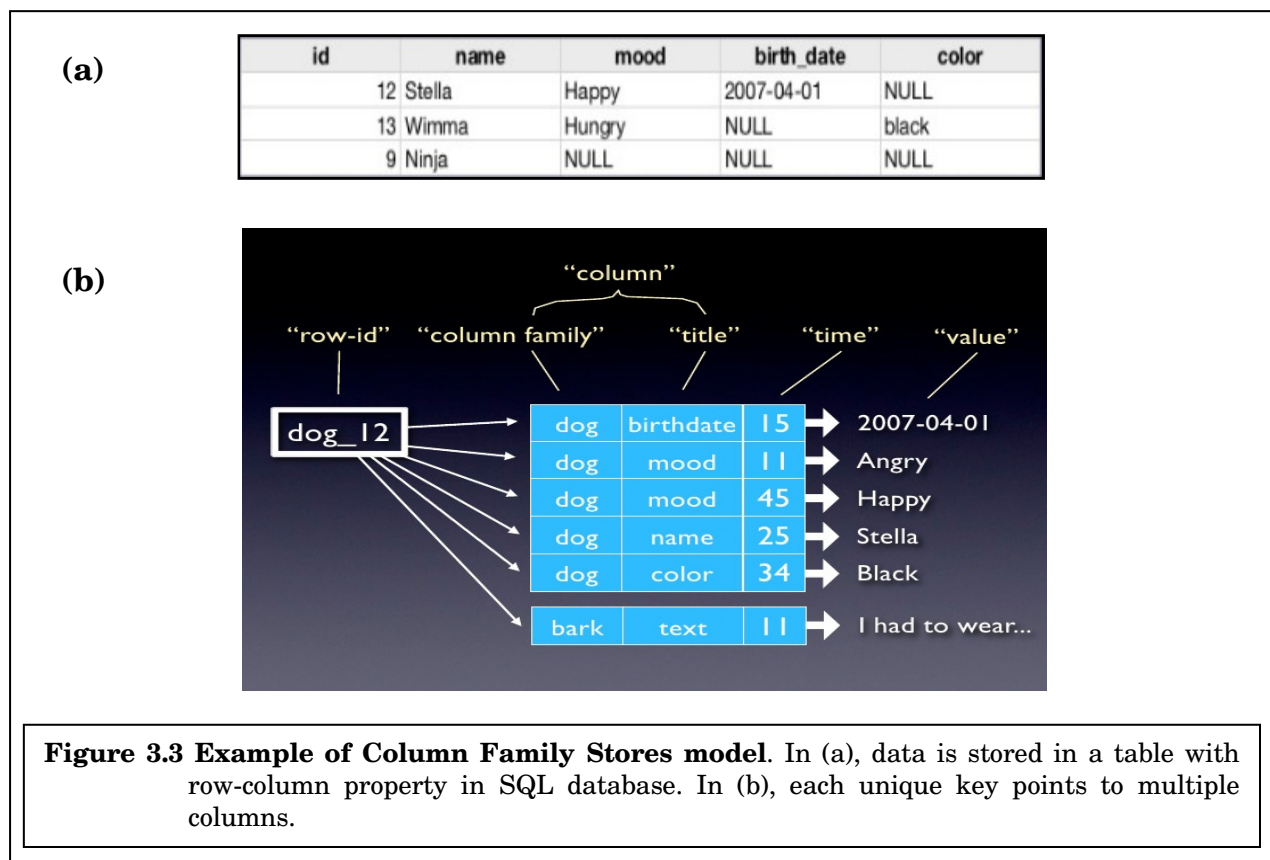 (a)
id name mood birth_date color
12 Stella Happy 2007-04-01 NULL
13 Wimma Hungry NULL black
9 Ninja NULL NULL NULL
(b)
“column”
“row-id” “column family” “title” “time” “value”
dog_12
dog birthdate 15 2007-04-01
dog mood 11 Angry
dog mood 45 Happy
dog name 25 Stella
dog color 34 Black
bark text 11 I had to wear...
Figure 3.3 Example of Column Family Stores model. In (a), data is stored in a table with
row-column property in SQL database. In (b), each unique key points to multiple
columns.